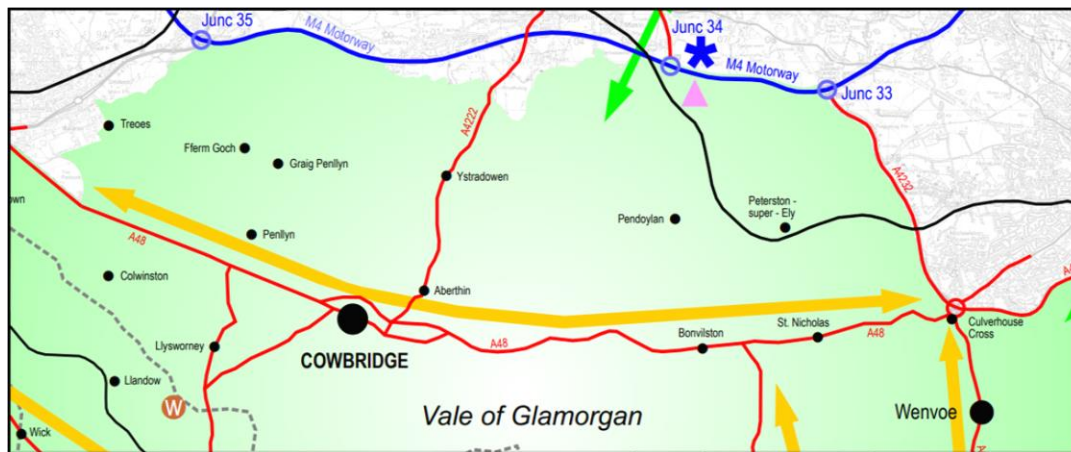 Junc 35
M4 Motorway
Junc 34
*
M4 Motorway
Junc 33
Treoes
A4222
Fferm Goch
Graig Penllyn
Ystradowen
A4232
Peterston -
super - Ely
Pendoylan
own
Penllyn
A48
Colwinston
Aberthin
St. Nicholas
A48
Culverhouse
Cross
Bonvilston
A48
Llysworney
COWBRIDGE
Llandow
W
Vale of Glamorgan
Wenvoe
Wick